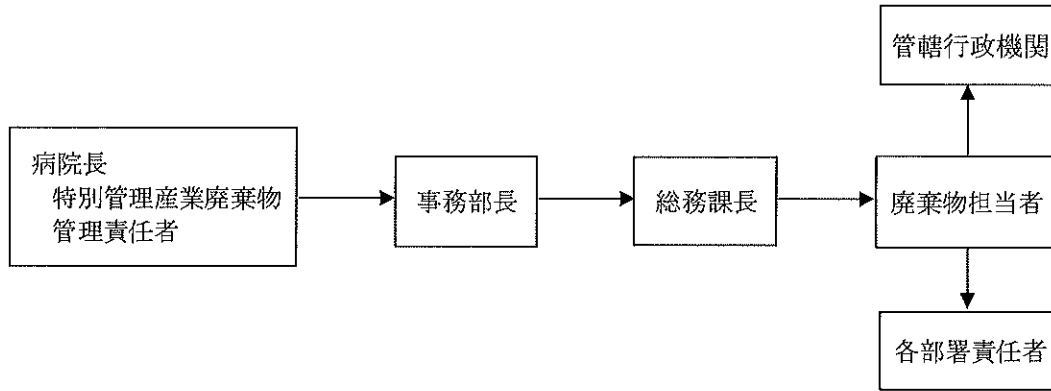 管轄行政機関
病院長
特別管理産業廃棄物
管理責任者
事務部長
総務課長
廃棄物担当者
各部署責任者